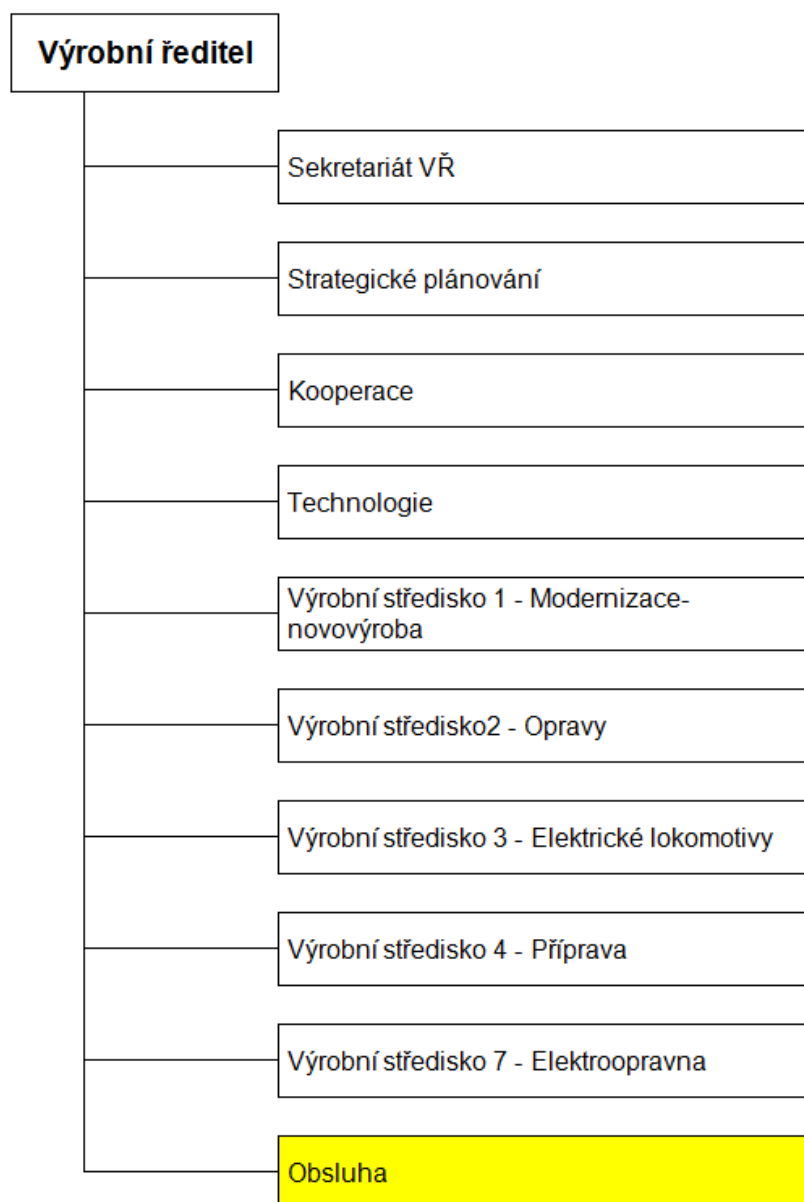 Výrobní ředitel
Sekretariát VŘ
Strategické plánování
Kooperace
Technologie
Výrobní středisko 1 - Modernizace-
novovýroba
Výrobní středisko2 - Opravy
Výrobní středisko 3 - Elektrické lokomotivy
Výrobní středisko 4 - Příprava
Výrobní středisko 7 - Elektroopravna
Obsluha